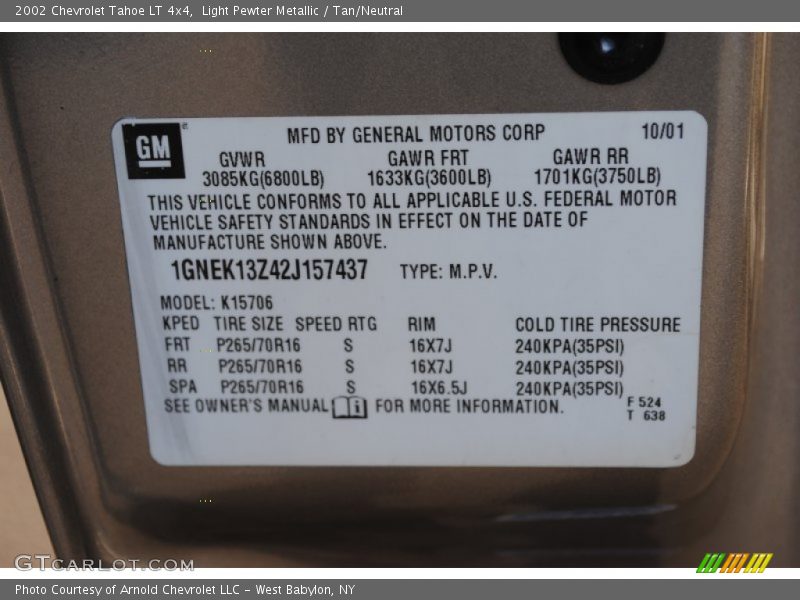 2002 Chevrolet Tahoe LT 4x4,  Light Pewter Metallic / Tan/Neutral
GM MFD BY GENERAL MOTORS CORP 10/01
GVWR GAWR FRT GAWR RR
3085KG(6800LB) 1633KG(3600LB) 1701KG(3750LB)
THIS VEHICLE CONFORMS TO ALL APPLICABLE U.S. FEDERAL MOTOR
VEHICLE SAFETY STANDARDS IN EFFECT ON THE DATE OF
MANUFACTURE SHOWN ABOVE.
1GNEK13Z42J157437 TYPE: M.P.V.
MODEL: K15706
KPED TIRE SIZE SPEED RTG RIM COLD TIRE PRESSURE
FRT P265/70R16 S 16X7J 240KPA(35PSI)
RR P265/70R16 S 16X7J 240KPA(35PSI)
SPA P265/70R16 S 16X6.5J 240KPA(35PSI)
SEE OWNER'S MANUAL i FOR MORE INFORMATION. F 524
T 638
GTCARLOT.COM
Photo Courtesy of Arnold Chevrolet LLC - West Babylon, NY